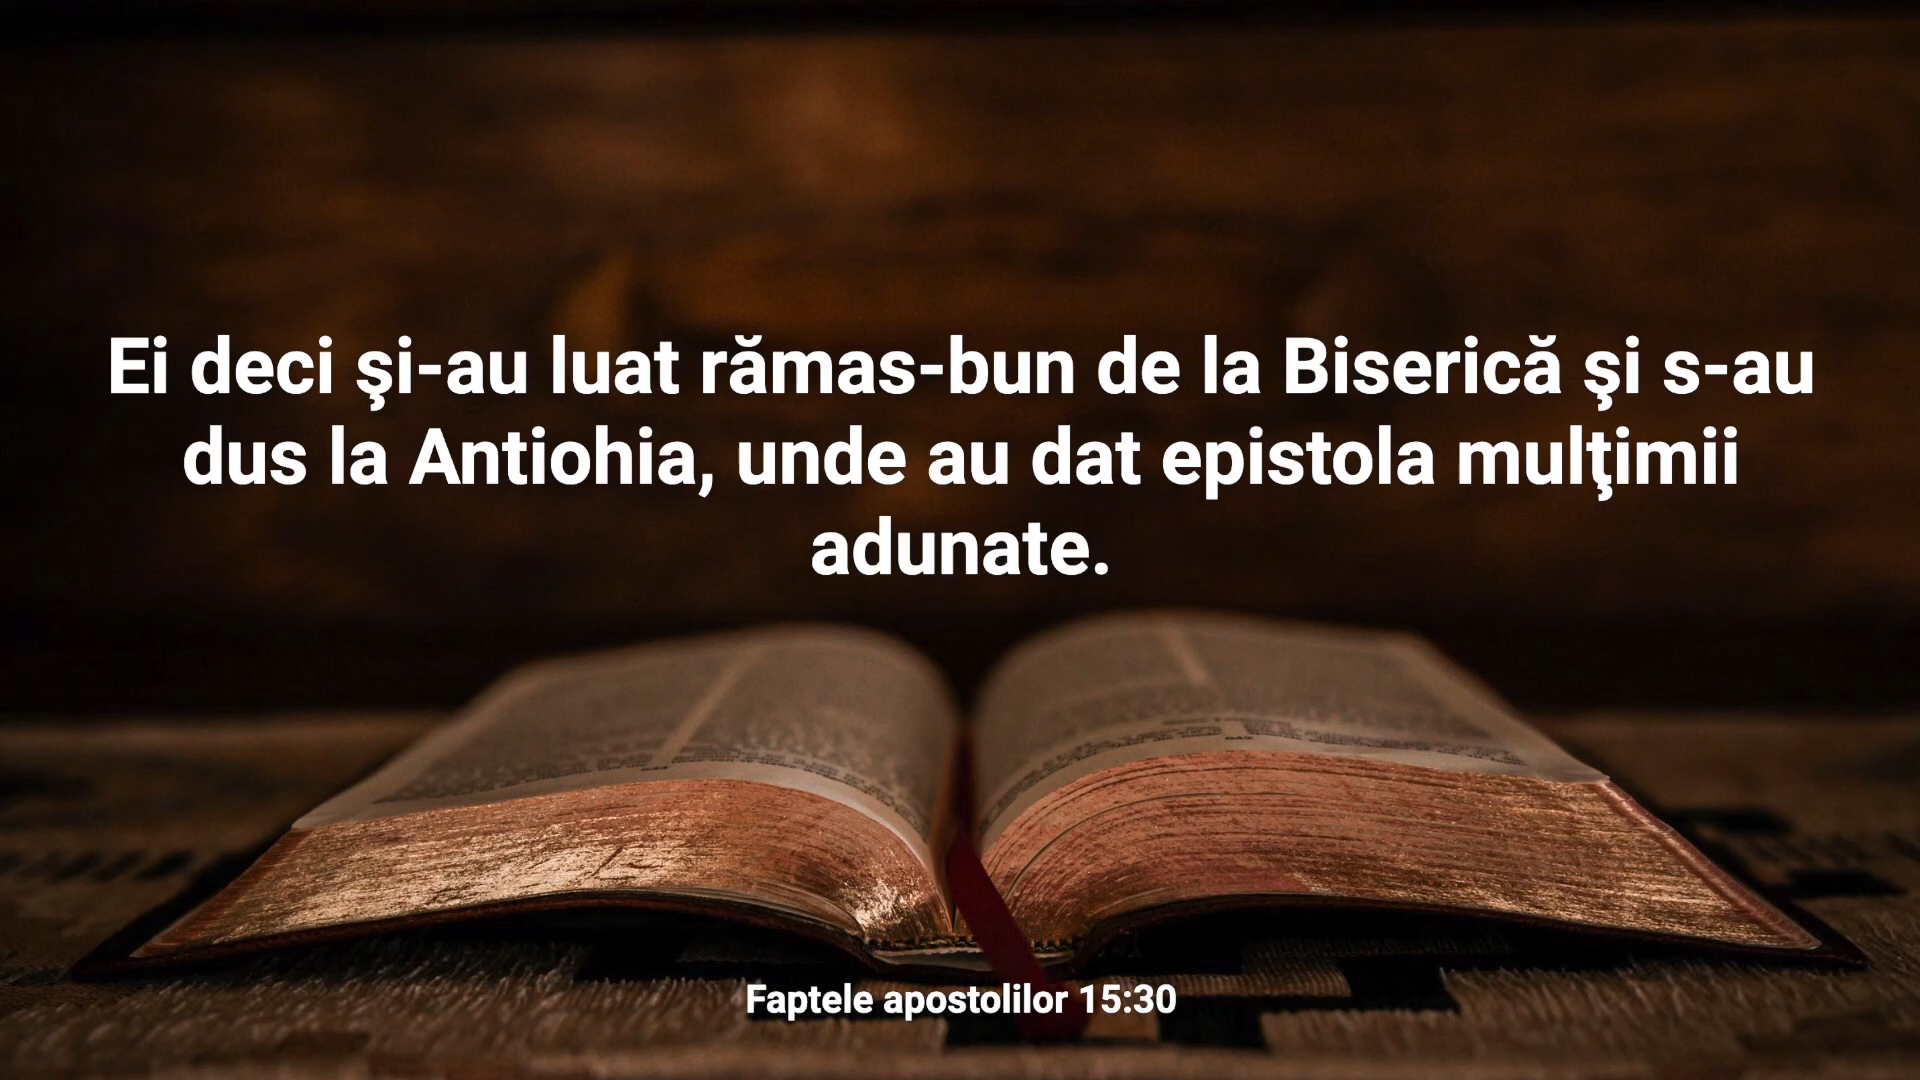 Ei deci şi-au luat rămas-bun de la Biserică şi s-au
dus la Antiohia, unde au dat epistola mulţimii
adunate.
Faptele apostolilor 15:30